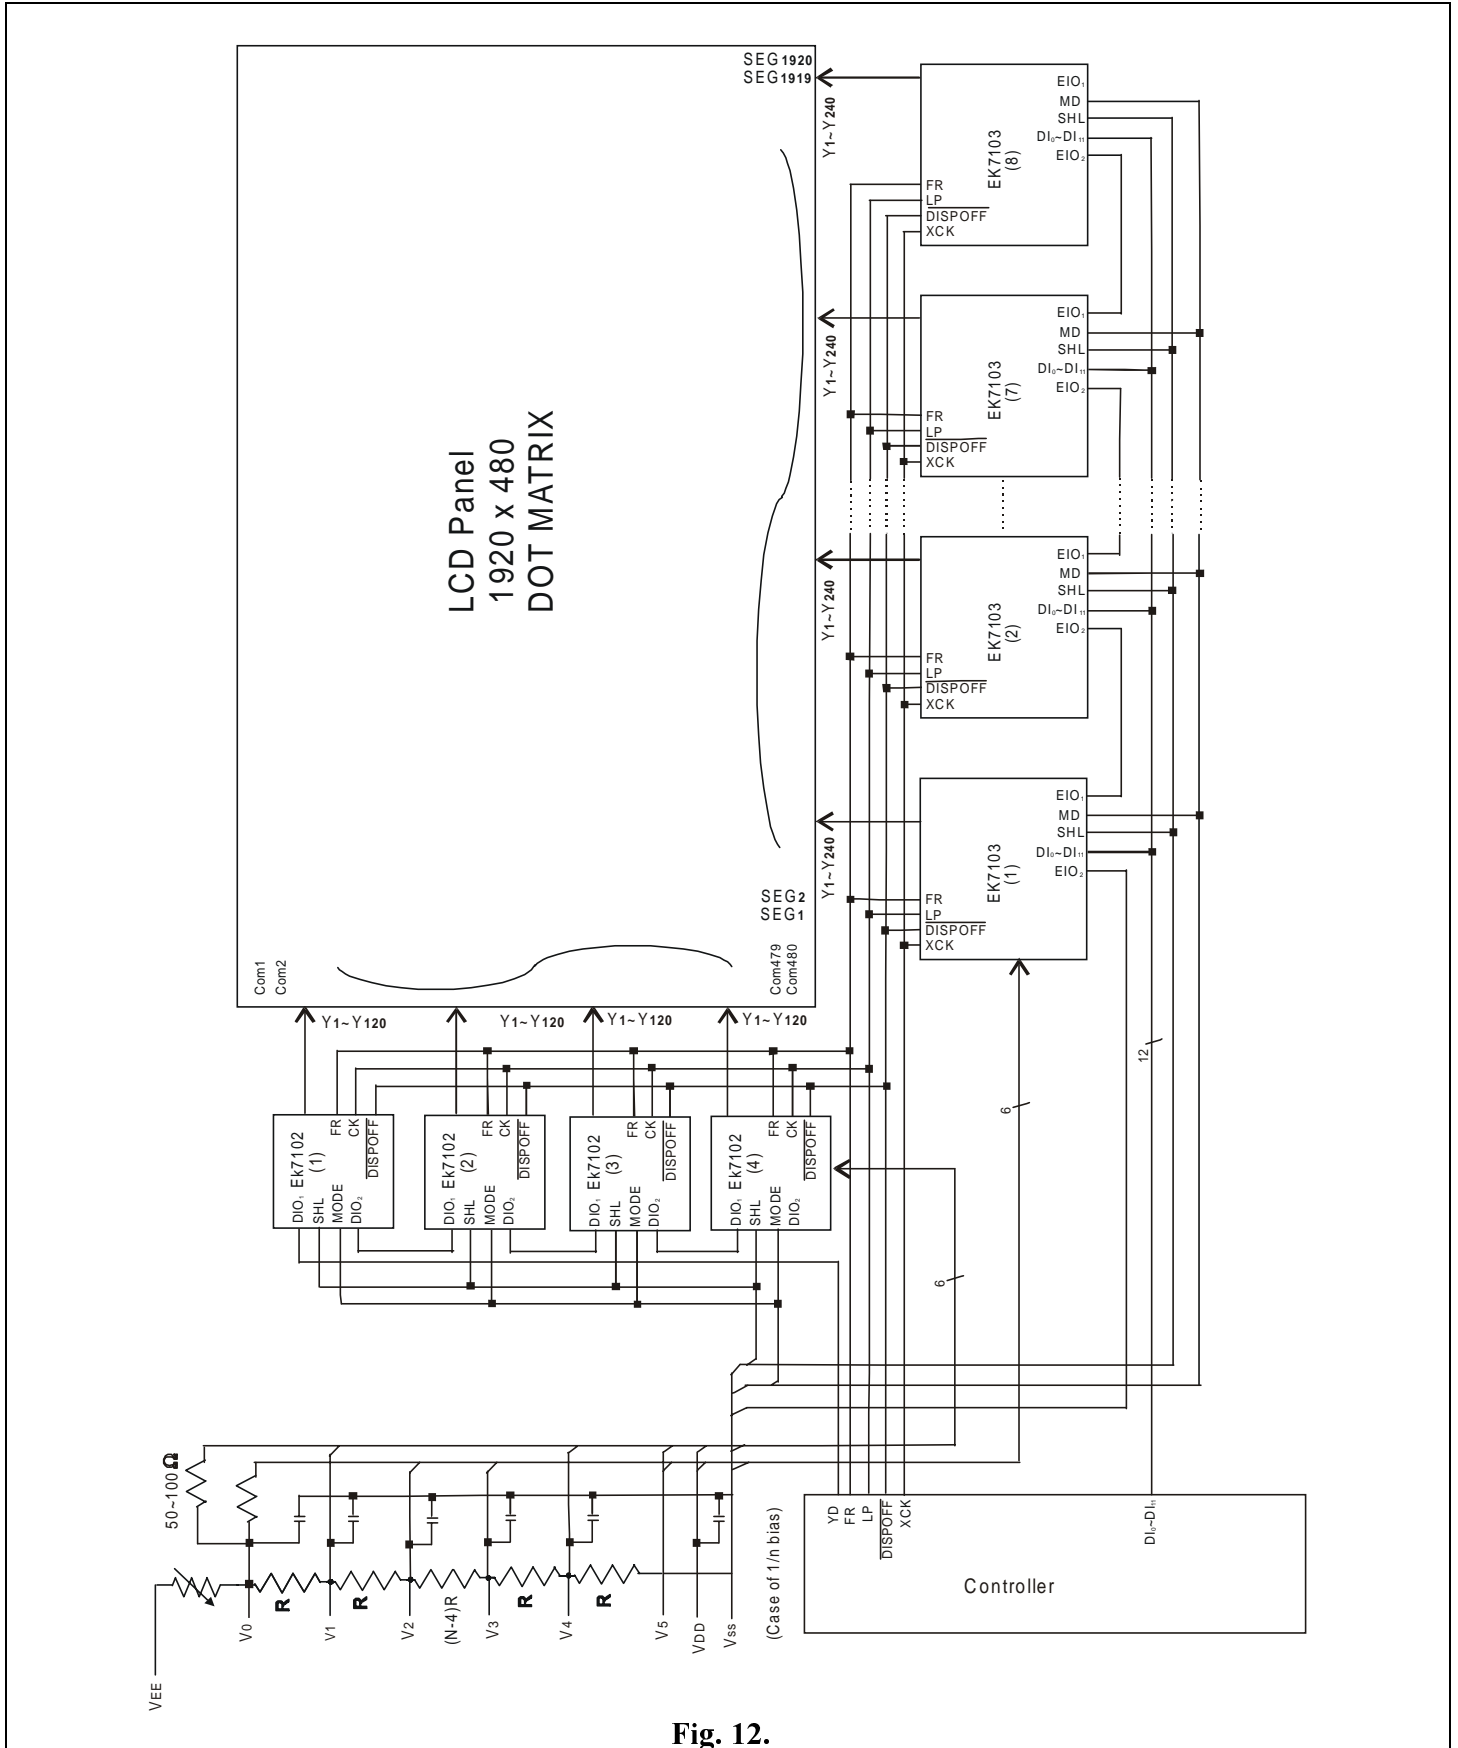 SEG1920
SEG1919
Y1~Y240
EIO1
MD
SHL
DI0~DI11
EIO2
EK7103
(8)
FR
LP
DISPOFF
XCK
Y1~Y240
EIO1
MD
SHL
DI0~DI11
EIO2
EK7103
(7)
FR
LP
DISPOFF
XCK
LCD Panel
1920 x 480
DOT MATRIX
Y1~Y240
EIO1
MD
SHL
DI0~DI11
EIO2
EK7103
(2)
FR
LP
DISPOFF
XCK
Y1~Y240
EIO1
MD
SHL
DI0~DI11
EIO2
EK7103
(1)
FR
LP
DISPOFF
XCK
SEG2
SEG1
Com1
Com2
Com479
Com480
Y1~Y120
Y1~Y120
Y1~Y120
Y1~Y120
12
6
FR
CK
DISPOFF
Ek7102
(1)
DIO1
SHL
MODE
DIO2
FR
CK
DISPOFF
Ek7102
(2)
DIO1
SHL
MODE
DIO2
FR
CK
DISPOFF
Ek7102
(3)
DIO1
SHL
MODE
DIO2
FR
CK
DISPOFF
Ek7102
(4)
DIO1
SHL
MODE
DIO2
6
50~100Ω
R
R
(N-4)R
R
R
VEE
V0
V1
V2
V3
V4
V5
VDD
Vss
(Case of 1/n bias)
YD
FR
LP
DISPOFF
XCK
DI0~DI11
Controller
Fig. 12.